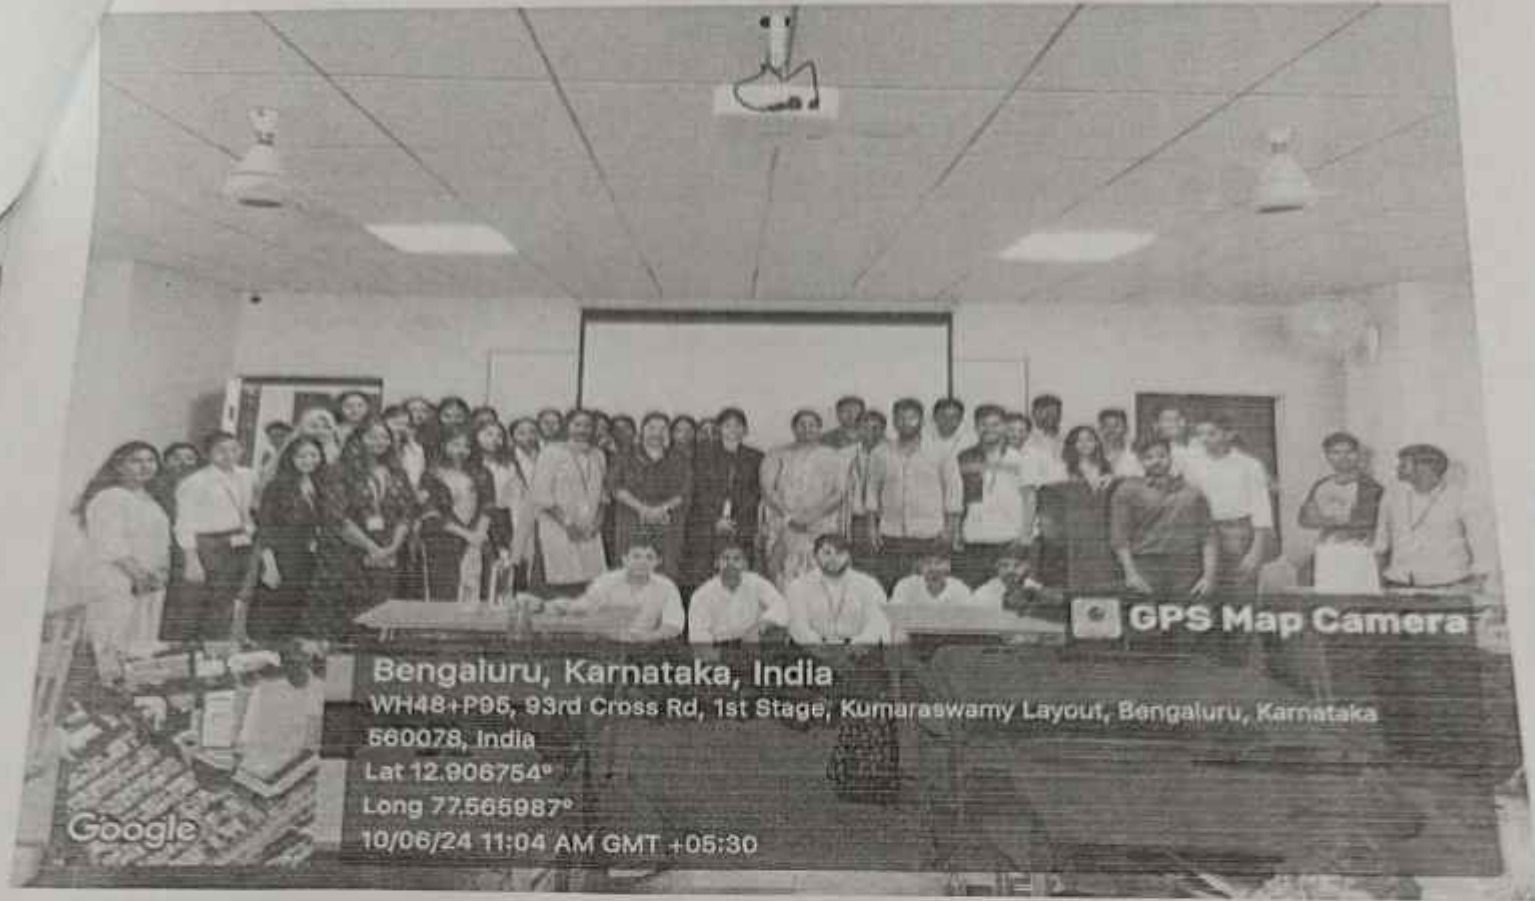 GPS Map Camera
Bengaluru, Karnataka, India
WH48+P95, 93rd Cross Rd, 1st Stage, Kumaraswamy Layout, Bengaluru, Karnataka
560078, India
Lat 12.906754°
Long 77.565987°
10/06/24 11:04 AM GMT +05:30
Google